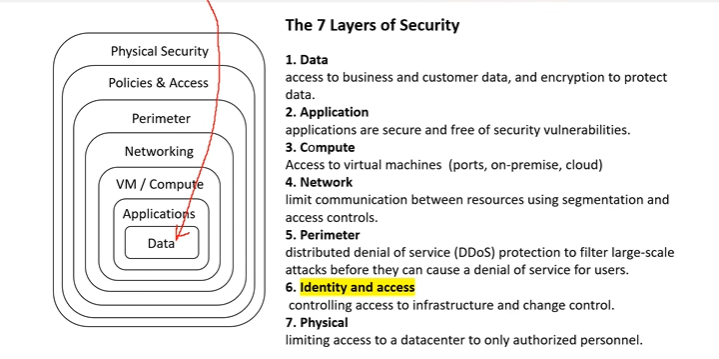 Physical Security
Policies & Access
Perimeter
Networking
VM / Compute
Applications
Data
The 7 Layers of Security
1. Data
access to business and customer data, and encryption to protect
data.
2. Application
applications are secure and free of security vulnerabilities.
3. Compute
Access to virtual machines (ports, on-premise, cloud)
4. Network
limit communication between resources using segmentation and
access controls.
5. Perimeter
distributed denial of service (DDoS) protection to filter large-scale
attacks before they can cause a denial of service for users.
6. Identity and access
controlling access to infrastructure and change control.
7. Physical
limiting access to a datacenter to only authorized personnel.